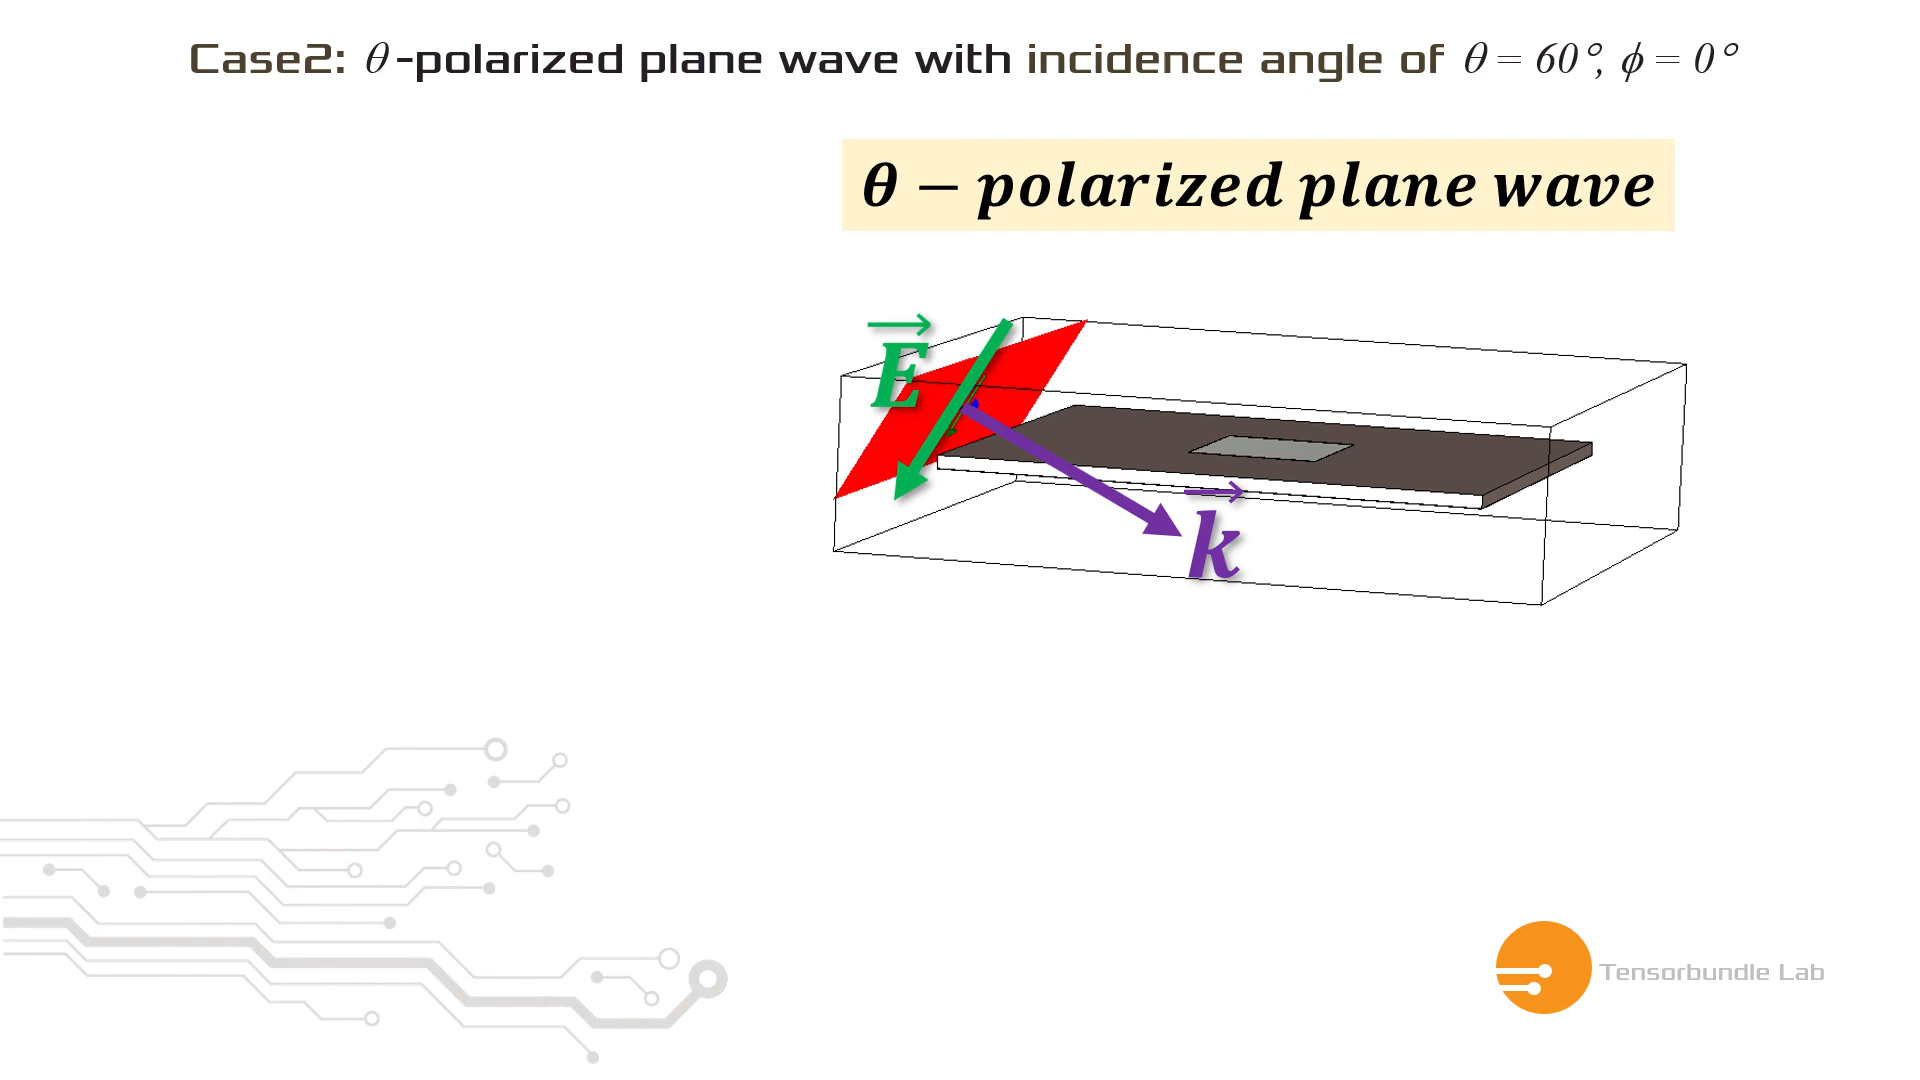 Case2: θ-polarized plane wave with incidence angle of θ = 60°, ϕ = 0°
θ − polarized plane wave
E
k
Tensorbundle Lab